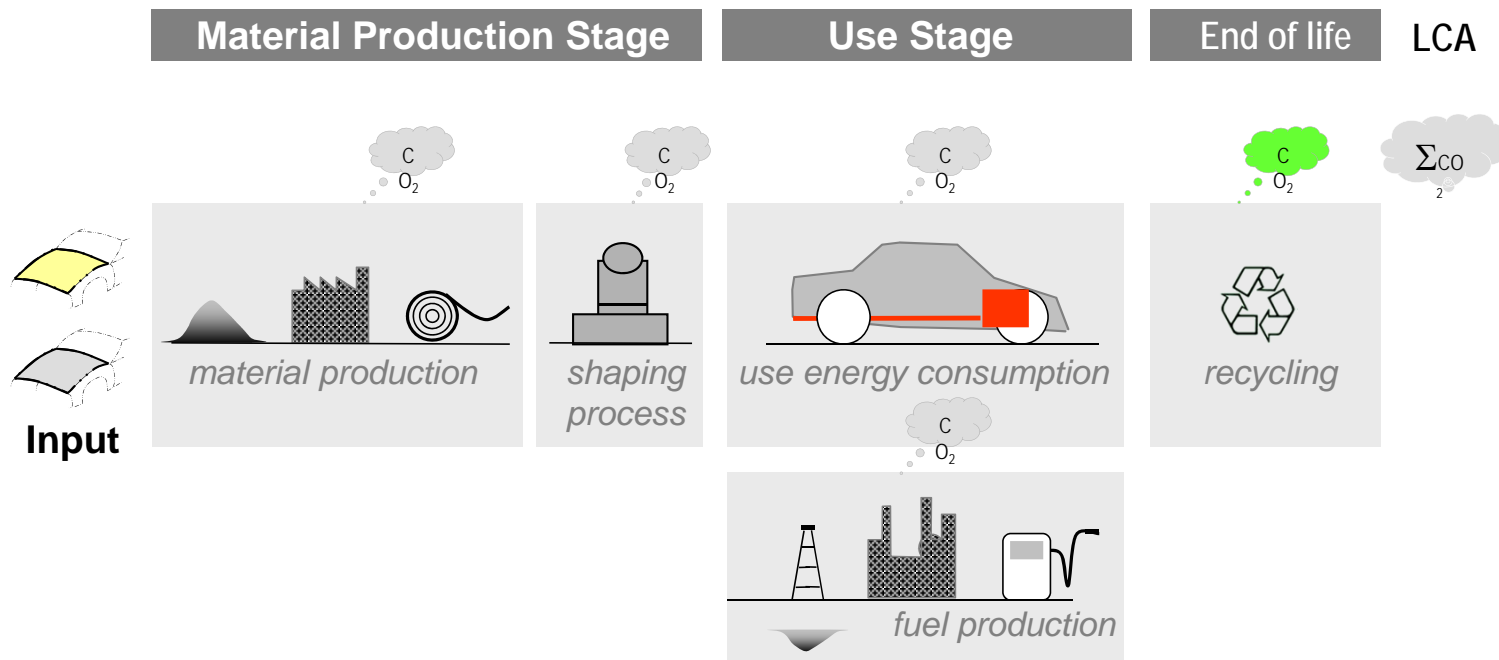 Material Production Stage
Use Stage
End of life
LCA
C
O2
C
O2
C
O2
C
O2
ΣCO
2
material production
shaping
process
use energy consumption
recycling
Input
C
O2
fuel production